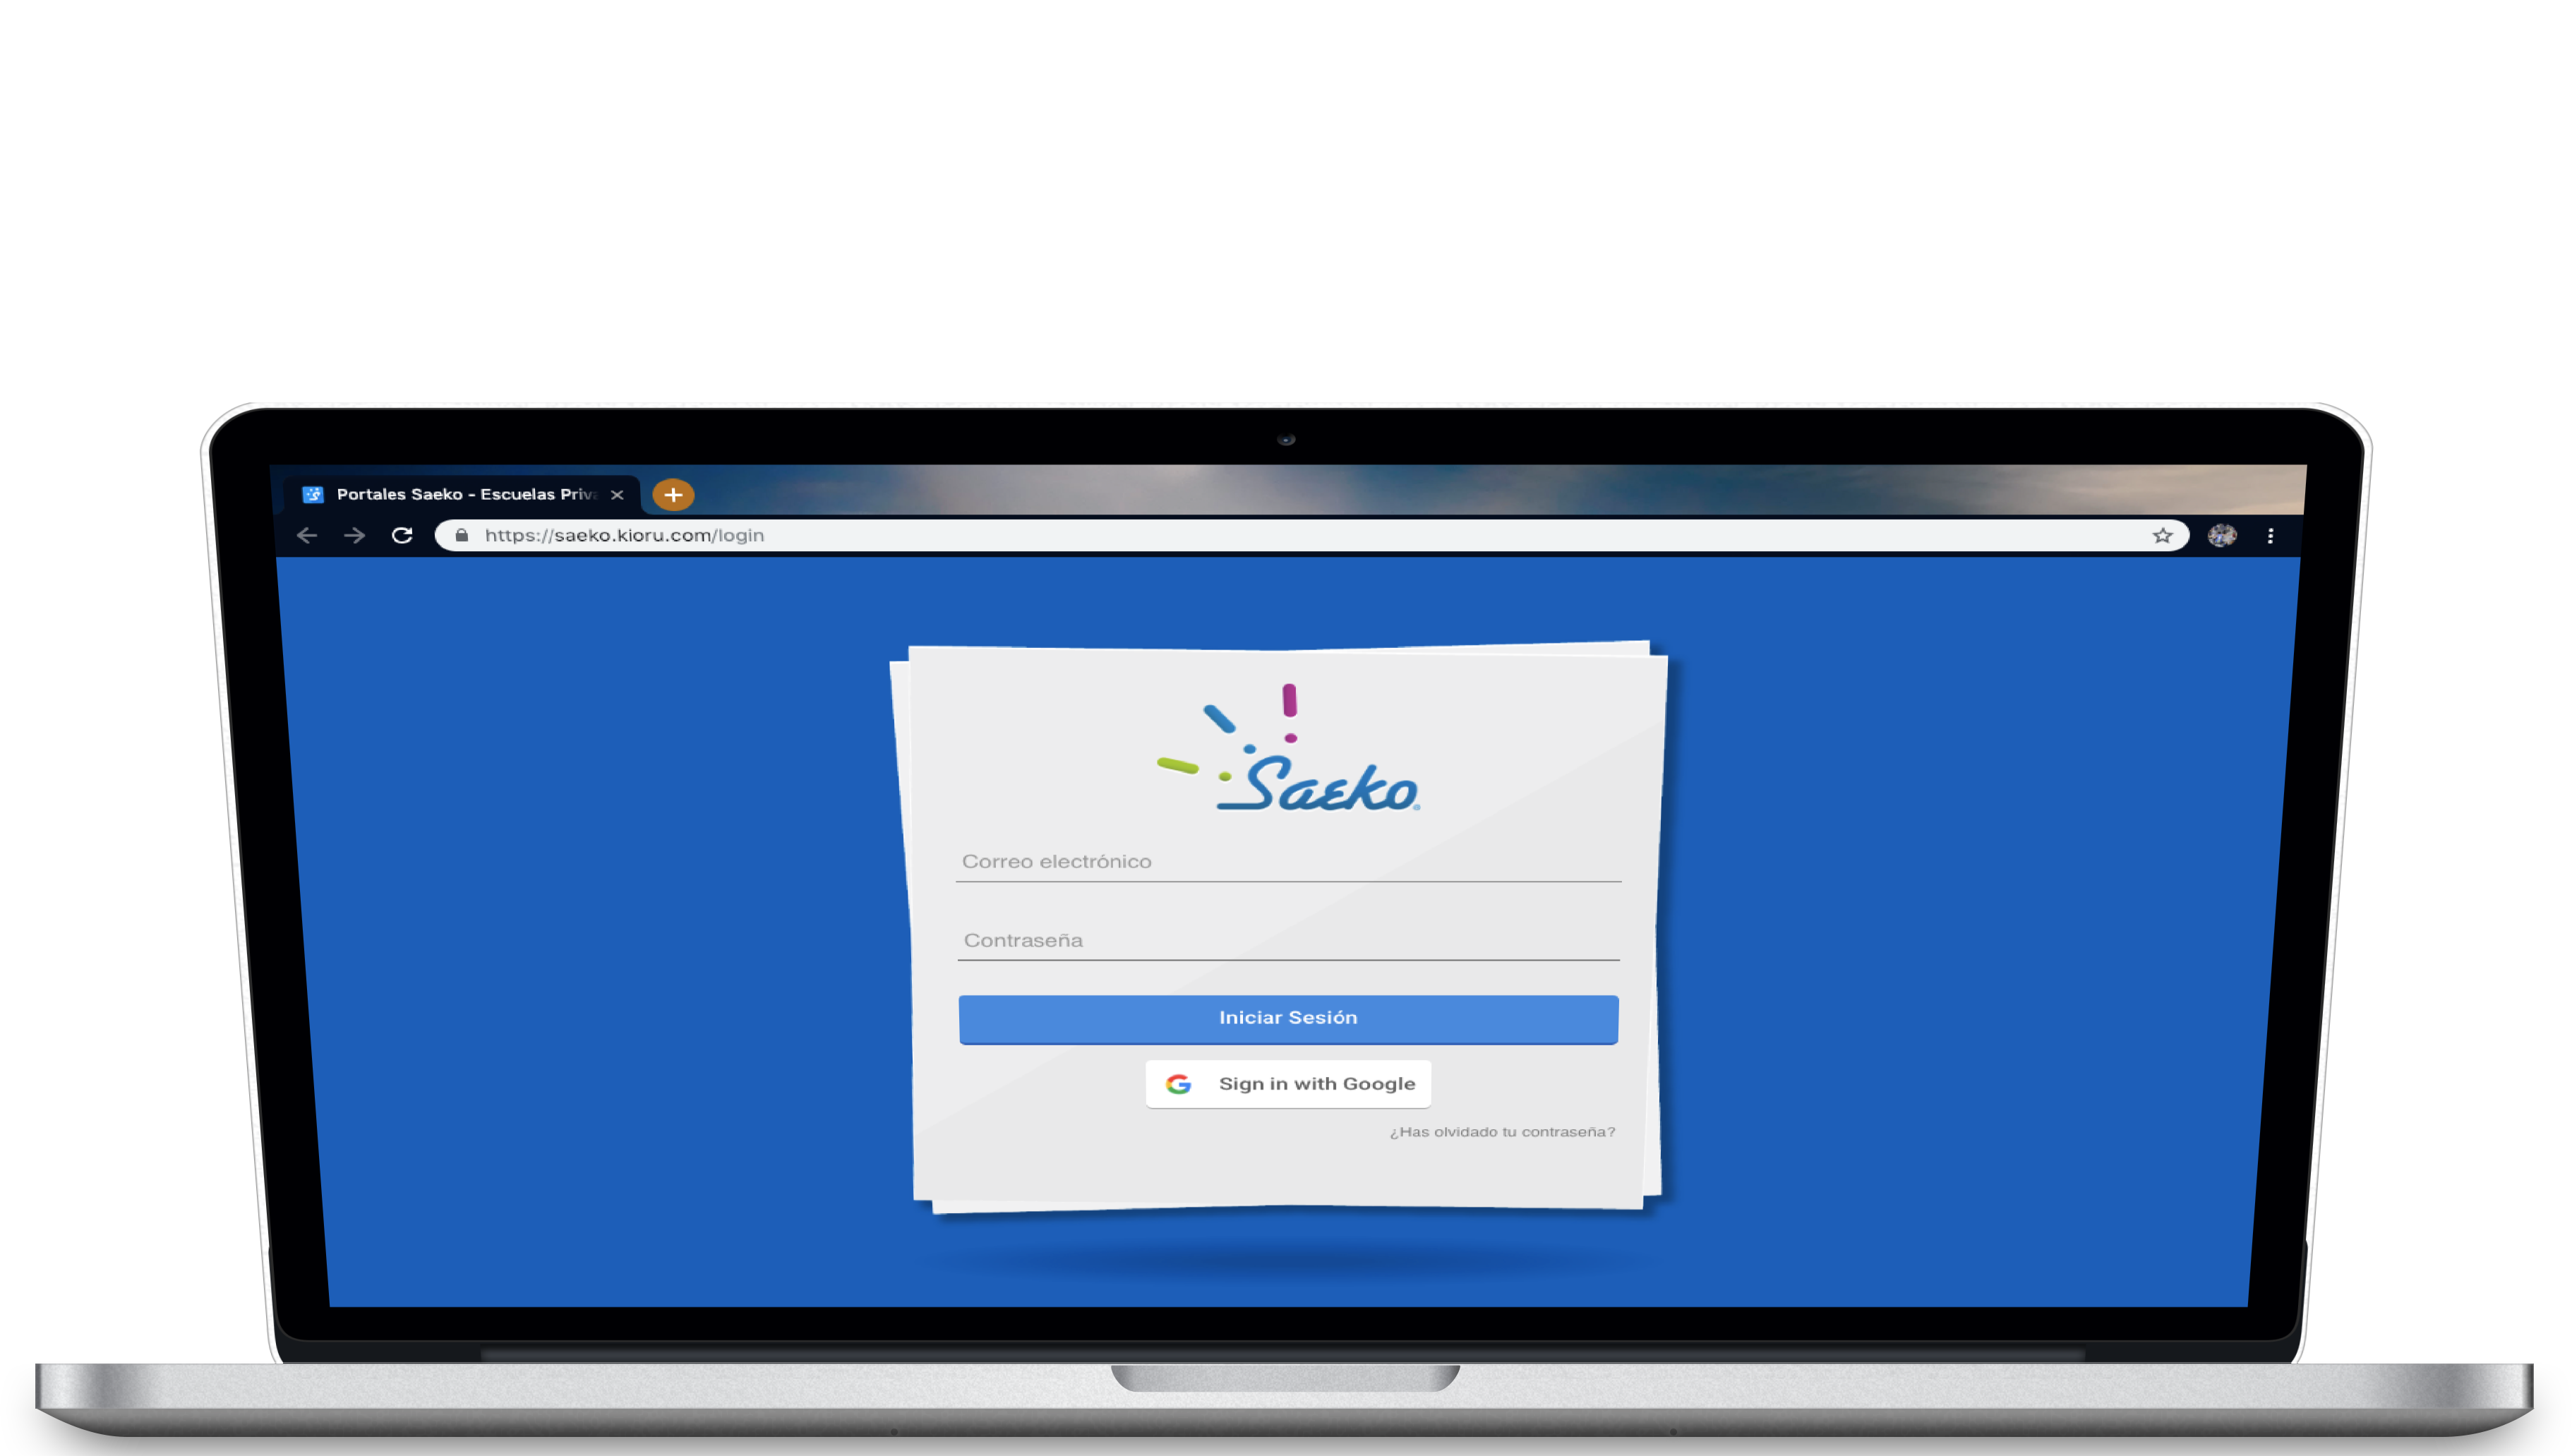 Portales Saeko - Escuelas Priv
https://saeko.kioru.com/login
Saeko
Correo electrónico
Contraseña
Iniciar Sesión
Sign in with Google
¿Has olvidado tu contraseña?